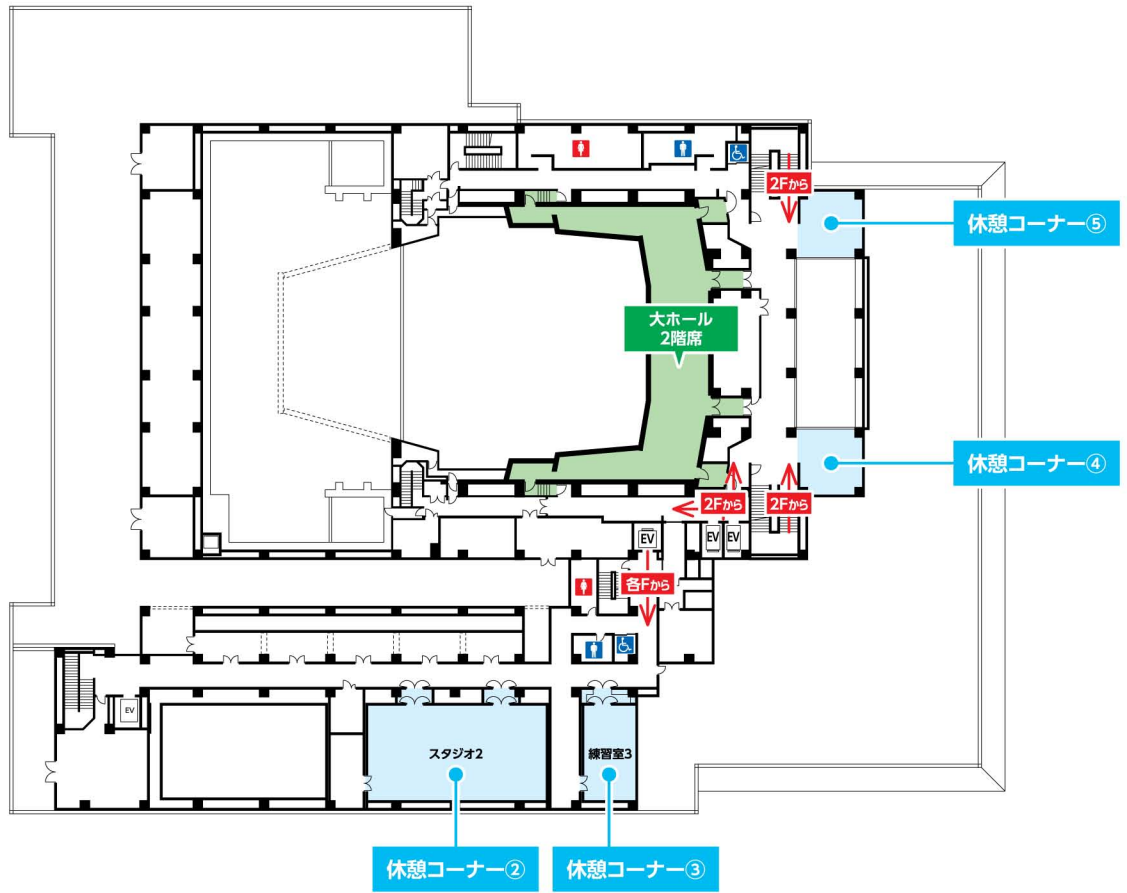 2Fから
休憩コーナー⑤
大ホール
2階席
休憩コーナー④
2Fから
2Fから
EV
EV
EV
各Fから
EV
スタジオ2
練習室3
休憩コーナー②
休憩コーナー③